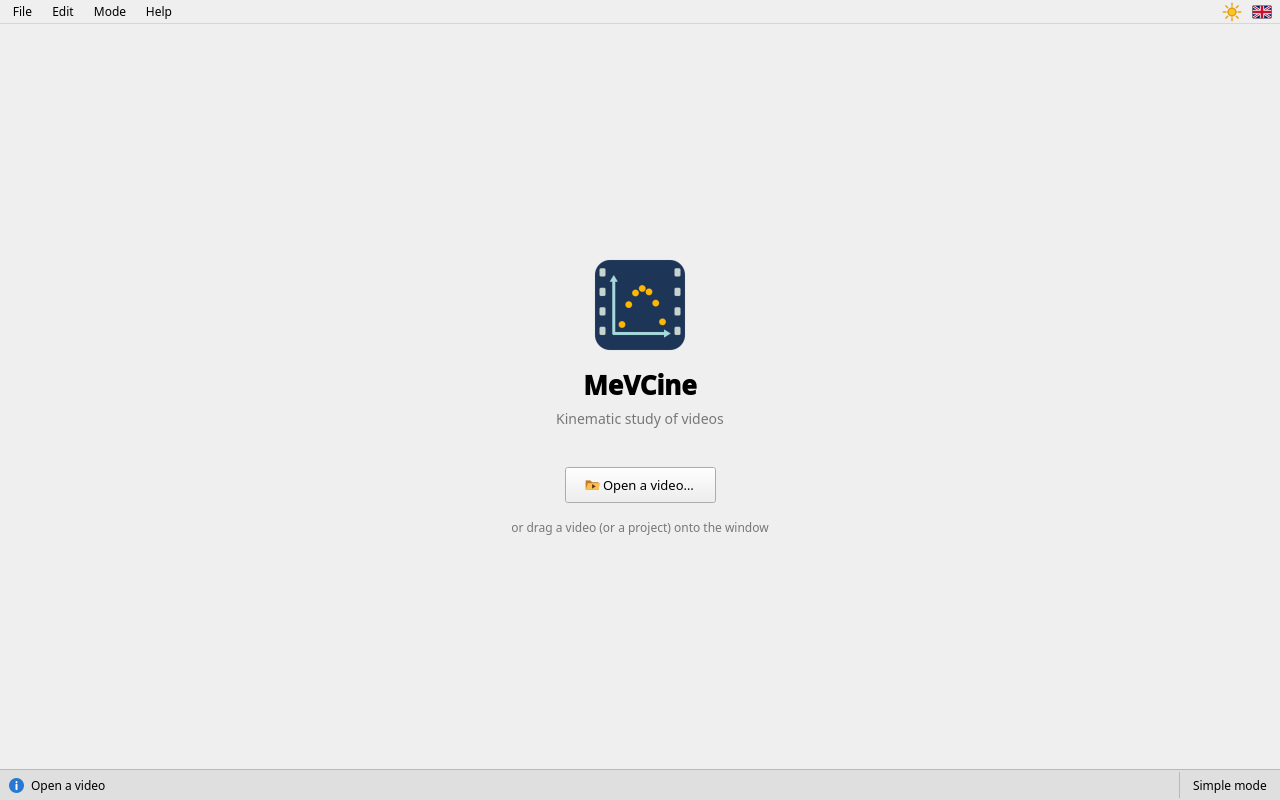 File Edit Mode Help
MeVCine
Kinematic study of videos
Open a video...
or drag a video (or a project) onto the window
Open a video
Simple mode